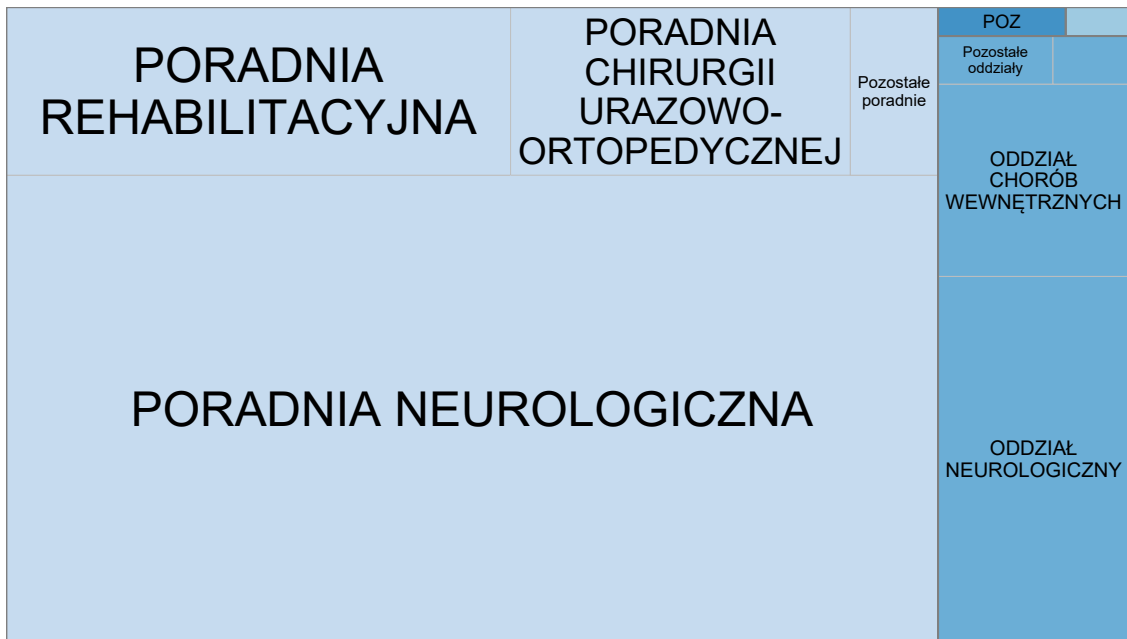 PORADNIA
REHABILITACYJNA
PORADNIA
CHIRURGII
URAZOWO-
ORTOPEDYCZNEJ
Pozostałe
poradnie
POZ
Pozostałe
oddziały
ODDZIAŁ
CHORÓB
WEWNĘTRZNYCH
PORADNIA NEUROLOGICZNA
ODDZIAŁ
NEUROLOGICZNY